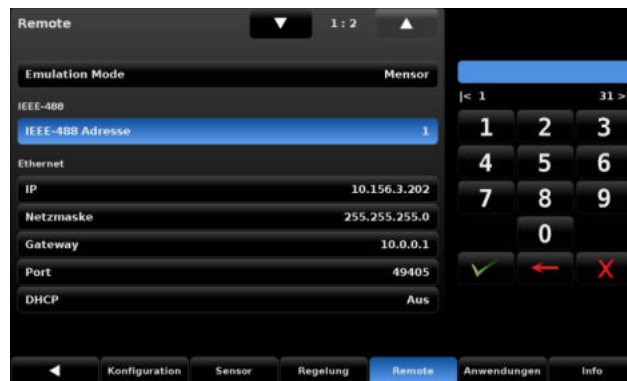 Remote 1 : 2
Emulation Mode Mensor
IEEE-488
IEEE-488 Adresse 1
Ethernet
IP 10.156.3.202
Netzmaske 255.255.255.0
Gateway 10.0.0.1
Port 49405
DHCP Aus
|< 1 31 >
1 2 3
4 5 6
7 8 9
0
X
Konfiguration Sensor Regelung Remote Anwendungen Info